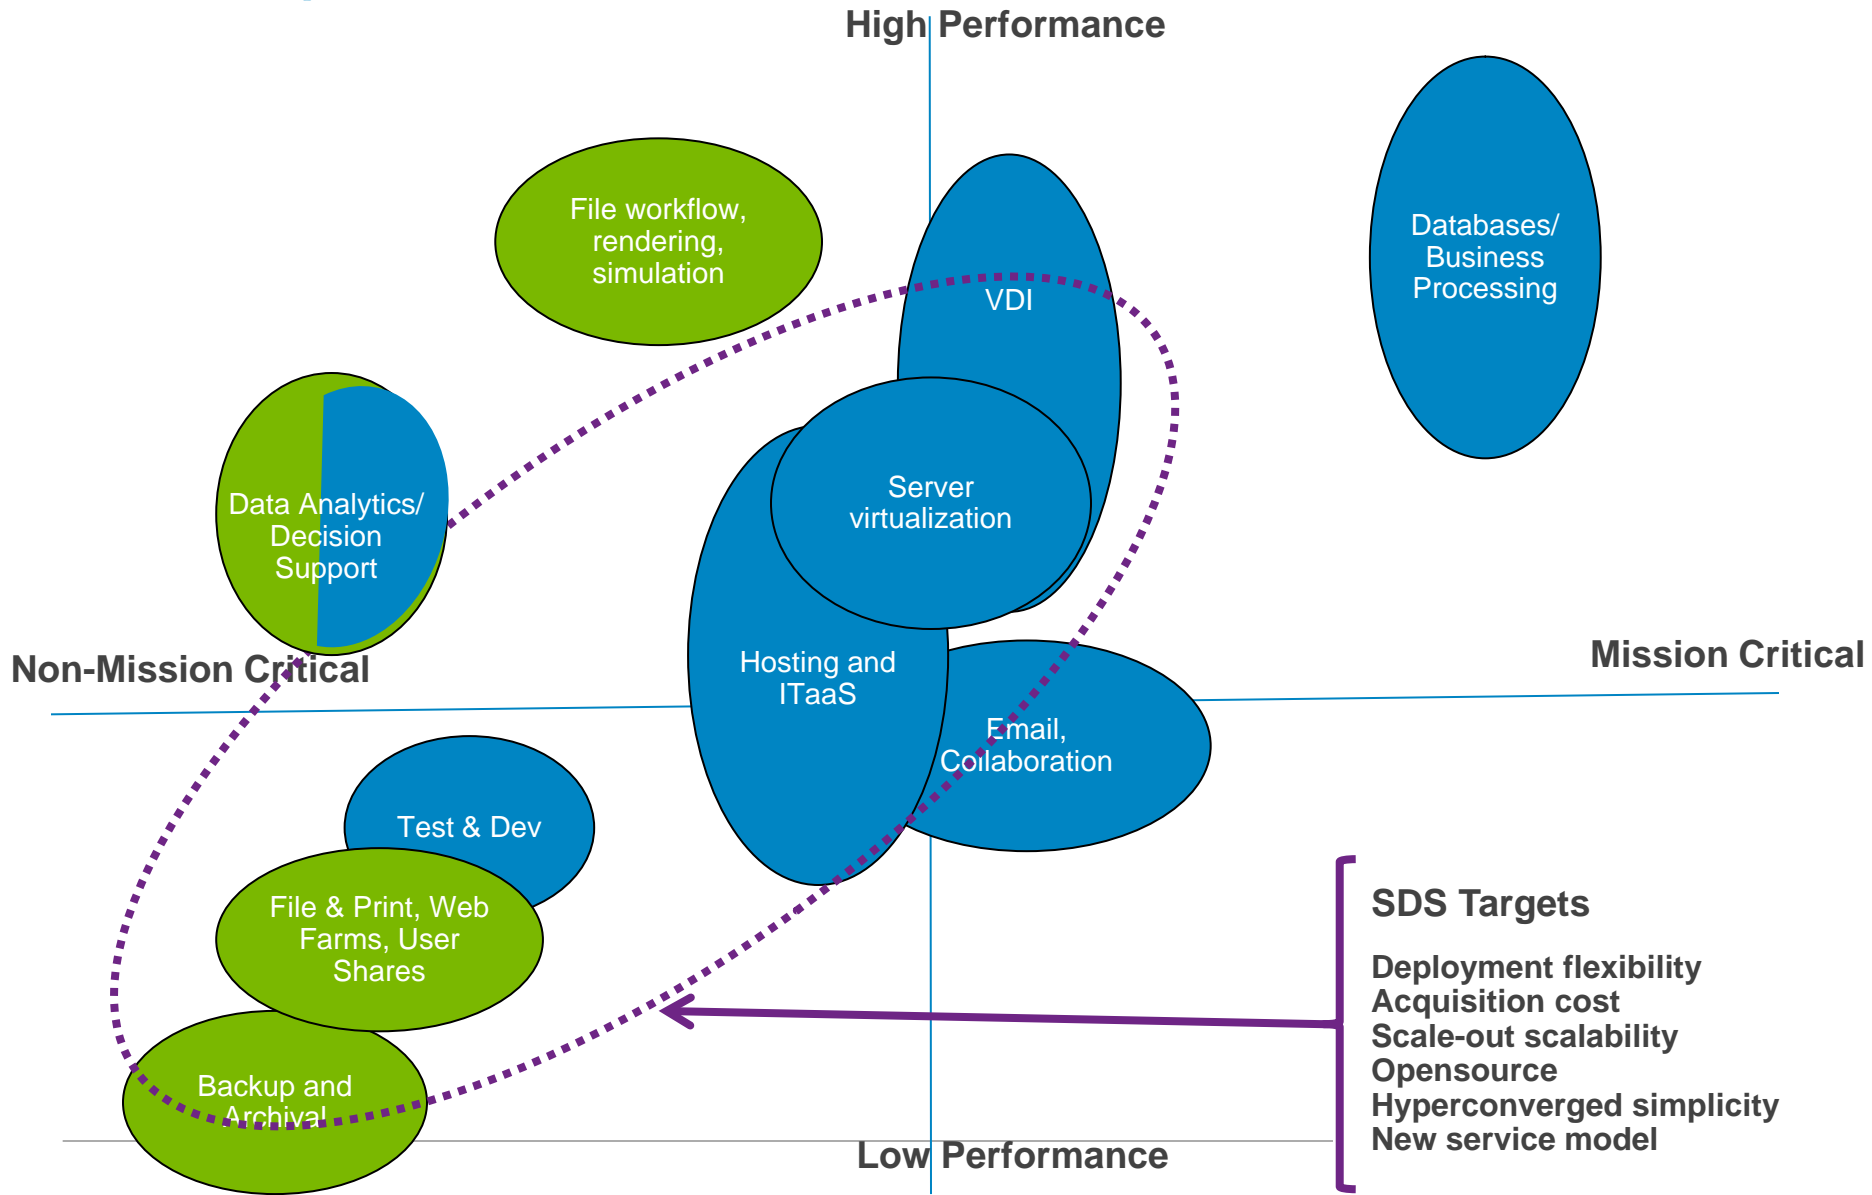 High Performance
File workflow,
rendering,
simulation
Databases/
Business
Processing
VDI
Data Analytics/
Decision
Support
Server
virtualization
Non-Mission Critical
Mission Critical
Hosting and
ITaaS
Email,
Collaboration
Test & Dev
File & Print, Web
Farms, User
Shares
Backup and
Archival
Low Performance
SDS Targets
Deployment flexibility
Acquisition cost
Scale-out scalability
Opensource
Hyperconverged simplicity
New service model